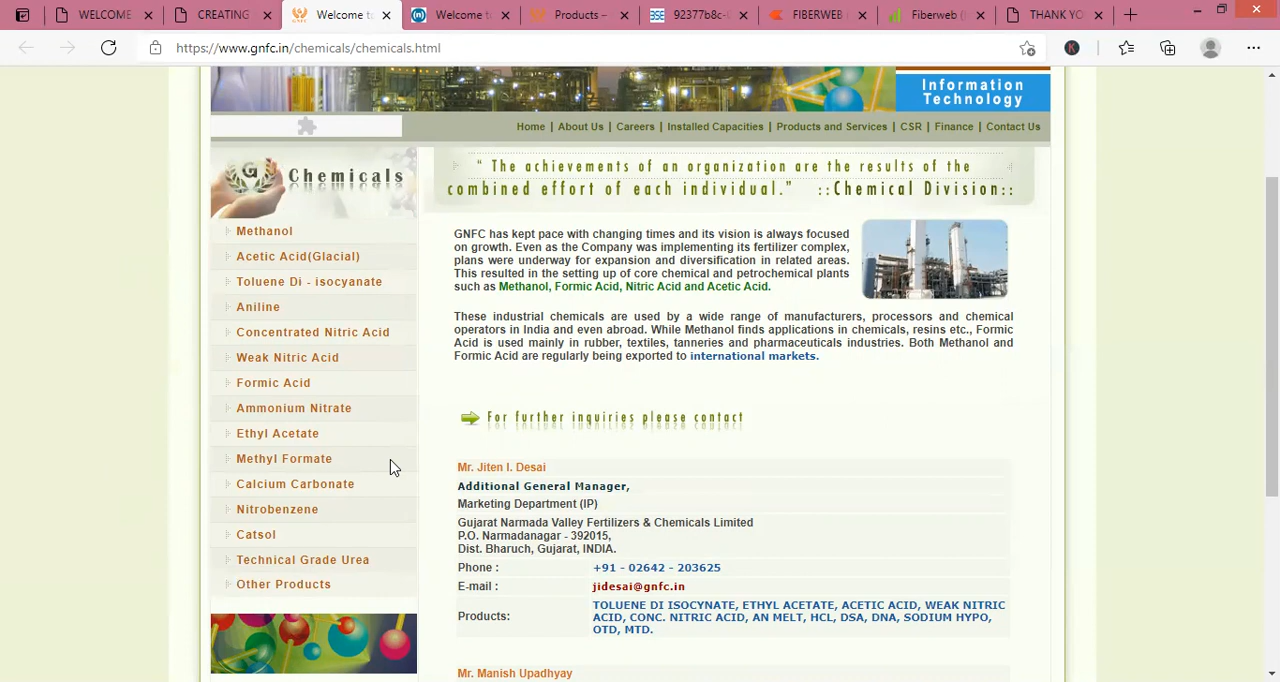 WELCOME
CREATING
Welcome t
Welcome t
Products –
92377b8c-
FIBERWEB (
Fiberweb (
THANK YO
https://www.gnfc.in/chemicals/chemicals.html
K
Information
Technology
Home | About Us | Careers | Installed Capacities | Products and Services | CSR | Finance | Contact Us
G
Chemicals
“ The achievements of an organization are the results of the
combined effort of each individual.” ::Chemical Division::
Methanol
Acetic Acid(Glacial)
Toluene Di - isocyanate
Aniline
Concentrated Nitric Acid
Weak Nitric Acid
Formic Acid
Ammonium Nitrate
Ethyl Acetate
Methyl Formate
Calcium Carbonate
Nitrobenzene
Catsol
Technical Grade Urea
Other Products
GNFC has kept pace with changing times and its vision is always focused
on growth. Even as the Company was implementing its fertilizer complex,
plans were underway for expansion and diversification in related areas.
This resulted in the setting up of core chemical and petrochemical plants
such as Methanol, Formic Acid, Nitric Acid and Acetic Acid.
These industrial chemicals are used by a wide range of manufacturers, processors and chemical
operators in India and even abroad. While Methanol finds applications in chemicals, resins etc., Formic
Acid is used mainly in rubber, textiles, tanneries and pharmaceuticals industries. Both Methanol and
Formic Acid are regularly being exported to international markets.
For further inquiries please contact
Mr. Jiten I. Desai
Additional General Manager,
Marketing Department (IP)
Gujarat Narmada Valley Fertilizers & Chemicals Limited
P.O. Narmadanagar - 392015,
Dist. Bharuch, Gujarat, INDIA.
Phone : +91 - 02642 - 203625
E-mail : jidesai@gnfc.in
Products: TOLUENE DI ISOCYNATE, ETHYL ACETATE, ACETIC ACID, WEAK NITRIC
ACID, CONC. NITRIC ACID, AN MELT, HCL, DSA, DNA, SODIUM HYPO,
OTD, MTD.
Mr. Manish Upadhyay